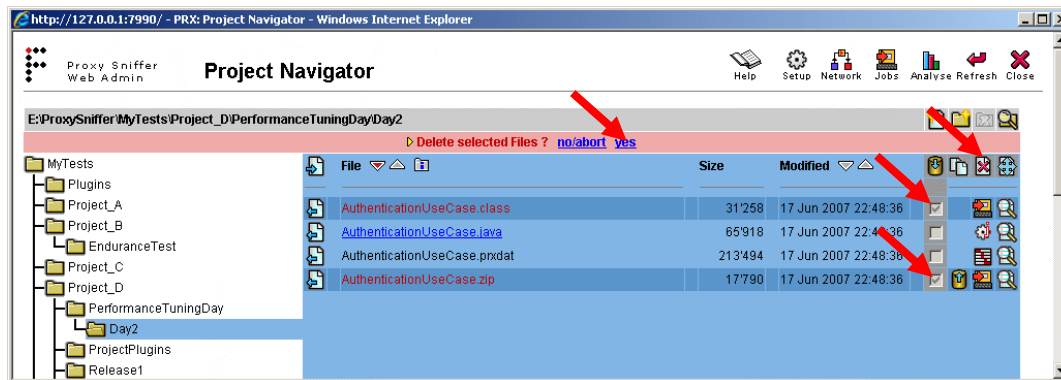 http://127.0.0.1:7990/ - PRX: Project Navigator - Windows Internet Explorer
Proxy Sniffer
Web Admin
Project Navigator
Help Setup Network Jobs Analyse Refresh Close
E:\ProxySniffer\MyTests\Project_D\PerformanceTuningDay\Day2
Delete selected Files ? no/abort yes
MyTests
Plugins
Project_A
Project_B
EnduranceTest
Project_C
Project_D
PerformanceTuningDay
Day2
ProjectPlugins
Release1
File Size Modified
AuthenticationUseCase.class 31'258 17 Jun 2007 22:48:36
AuthenticationUseCase.java 65'918 17 Jun 2007 22:48:36
AuthenticationUseCase.prxdat 213'494 17 Jun 2007 22:48:36
AuthenticationUseCase.zip 17'790 17 Jun 2007 22:48:36